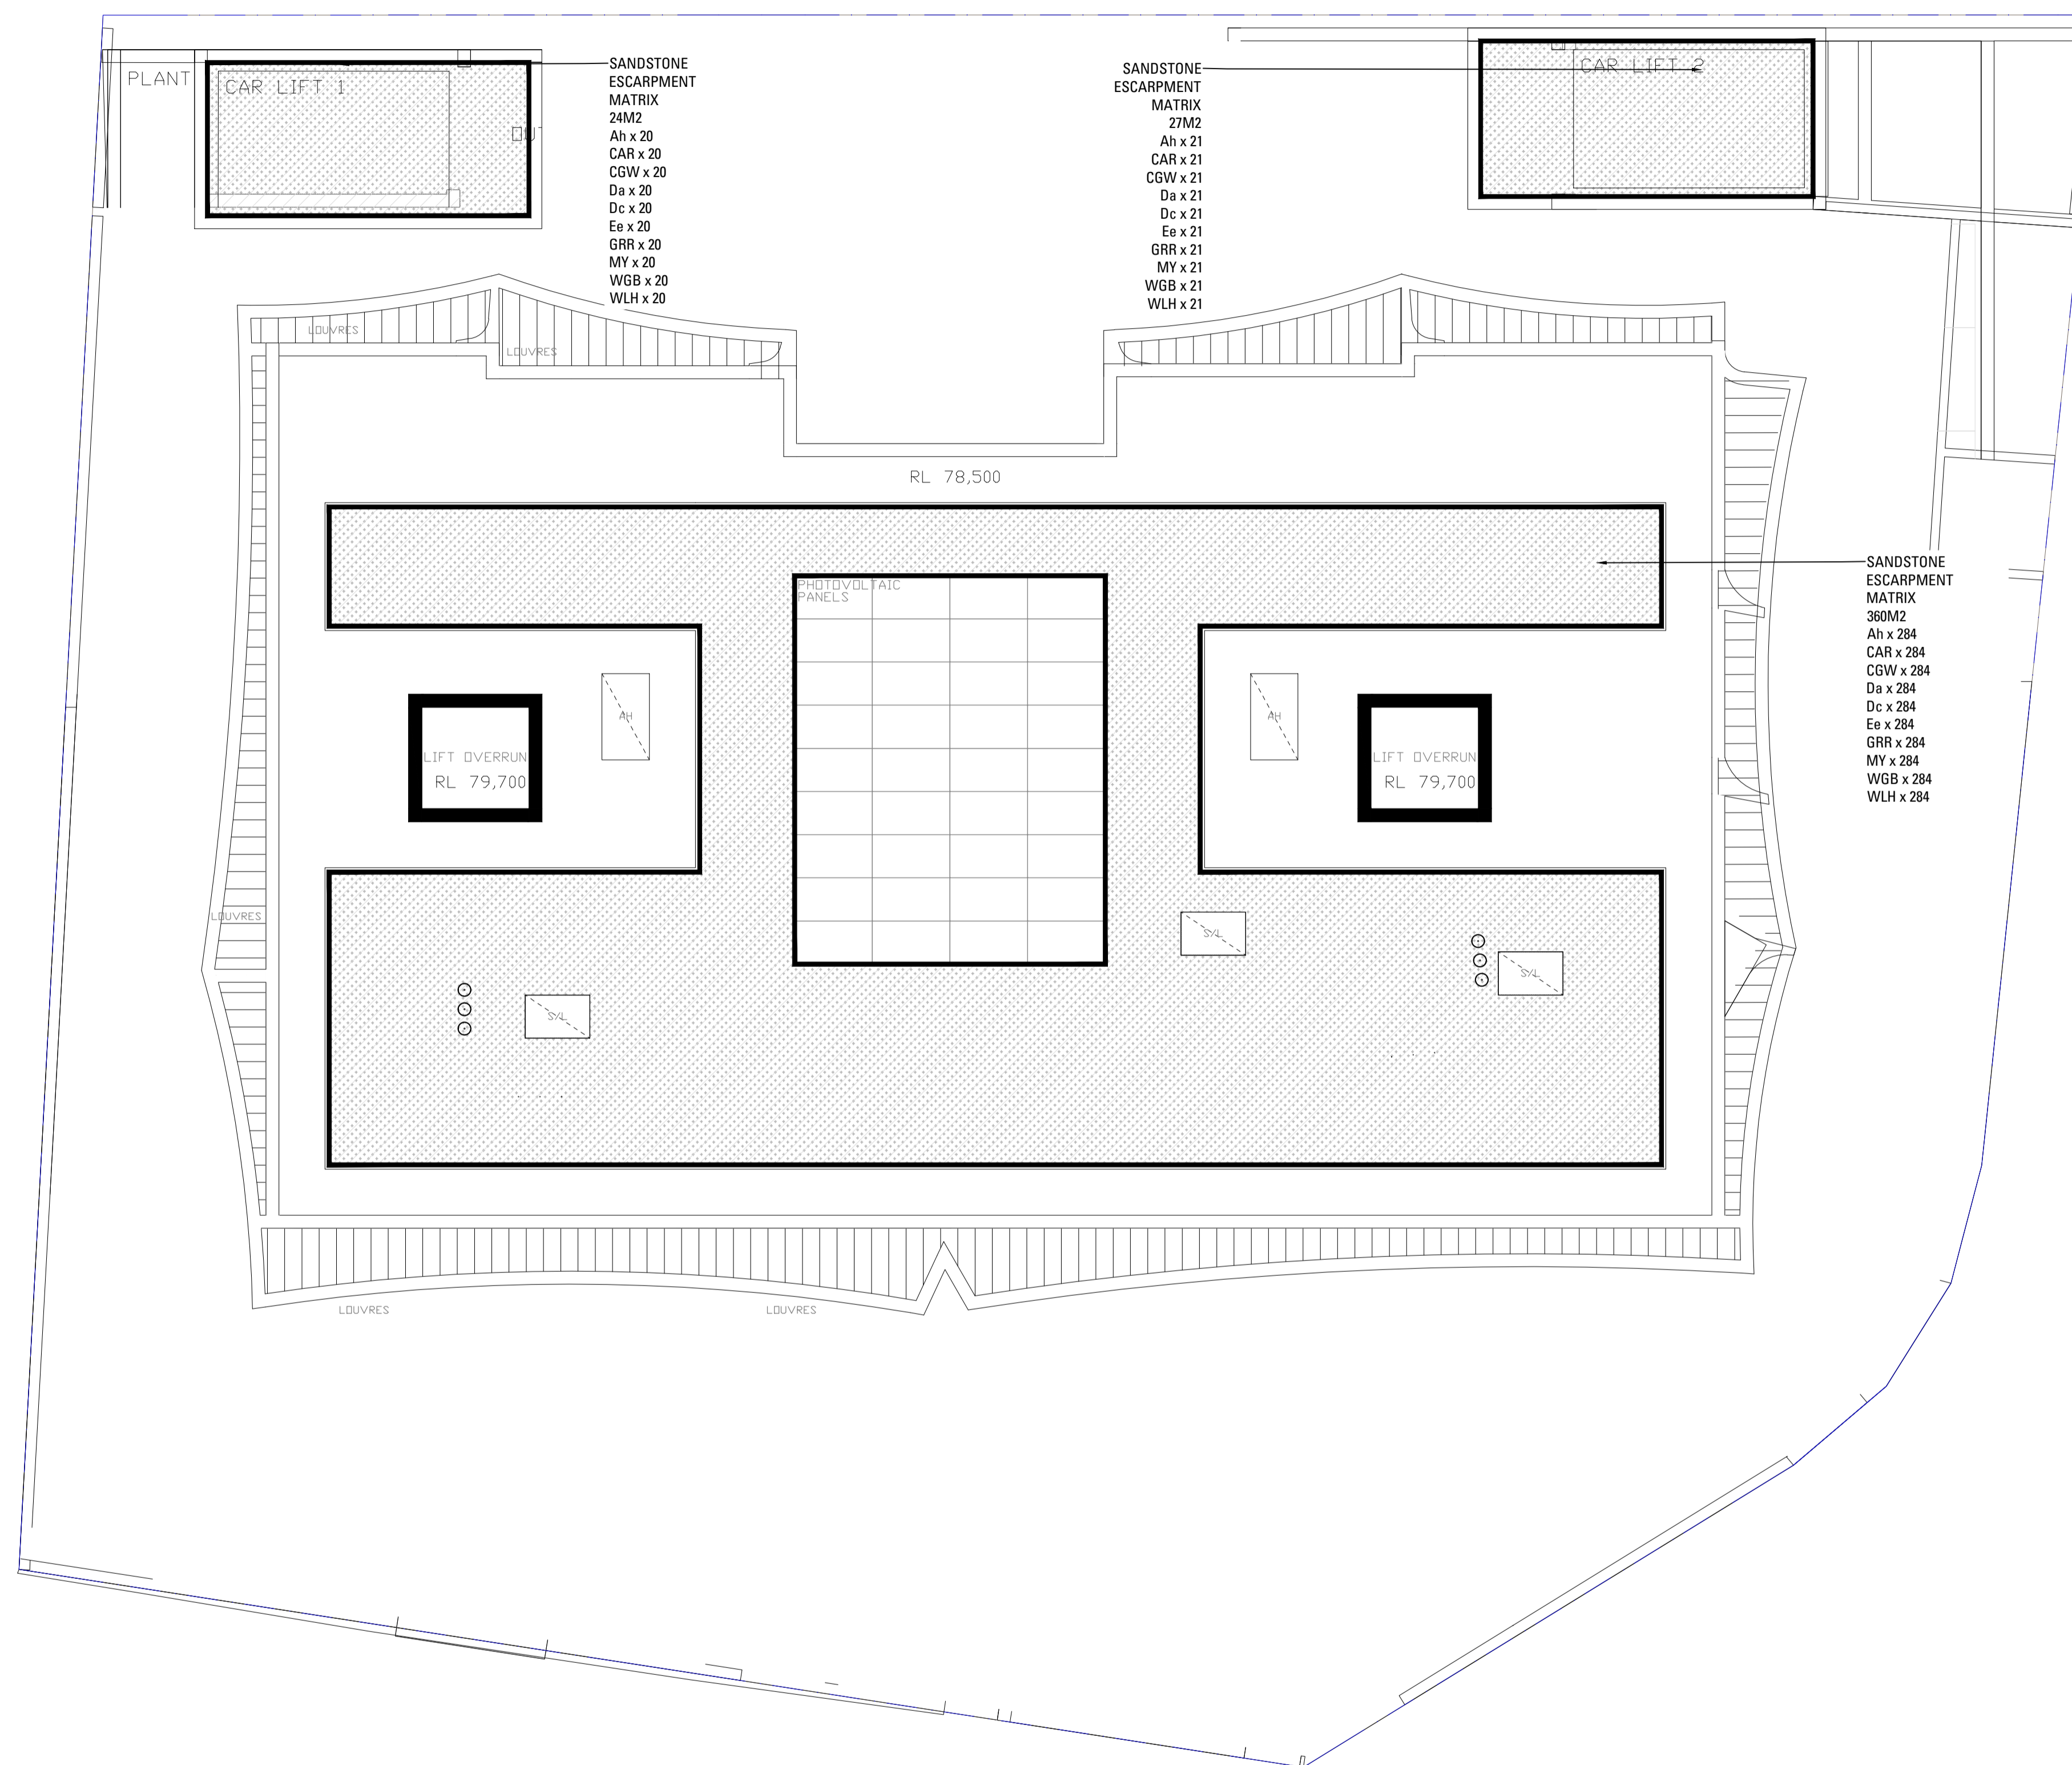 PLANT
CAR LIFT 1
SANDSTONE
ESCARPMENT
MATRIX
24M2
Ah x 20
CAR x 20
CGW x 20
Da x 20
Dc x 20
Ee x 20
GRR x 20
MY x 20
WGB x 20
WLH x 20
SANDSTONE
ESCARPMENT
MATRIX
27M2
Ah x 21
CAR x 21
CGW x 21
Da x 21
Dc x 21
Ee x 21
GRR x 21
MY x 21
WGB x 21
WLH x 21
CAR LIFT 2
LOUVRES
LOUVRES
RL 78,500
PHOTOVOLTAIC
PANELS
SANDSTONE
ESCARPMENT
MATRIX
360M2
Ah x 284
CAR x 284
CGW x 284
Da x 284
Dc x 284
Ee x 284
GRR x 284
MY x 284
WGB x 284
WLH x 284
AH
AH
LIFT OVERRUN
RL 79,700
LIFT OVERRUN
RL 79,700
LOUVRES
S/L
S/L
S/L
LOUVRES
LOUVRES